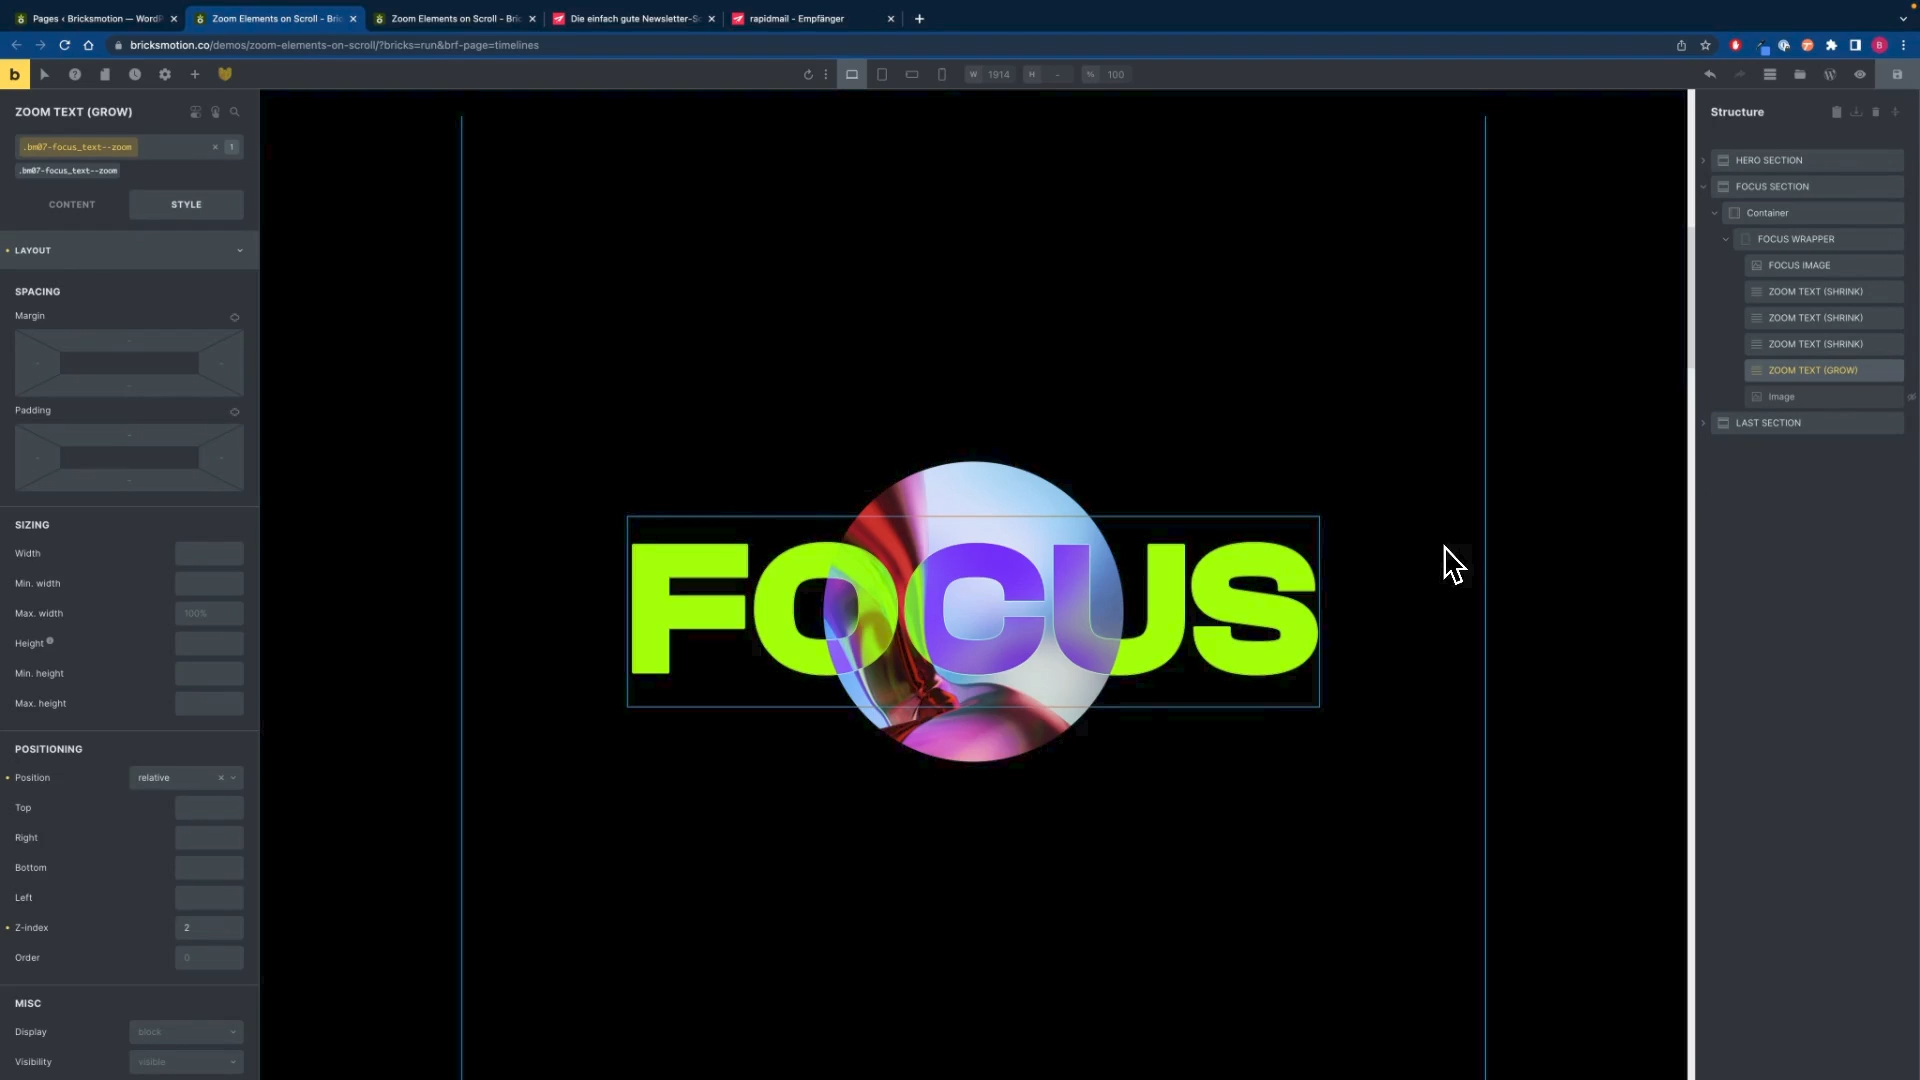 Pages ‹ Bricksmotion — WordP
Zoom Elements on Scroll - Bric
Zoom Elements on Scroll - Bric
Die einfach gute Newsletter-So
rapidmail - Empfänger
bricksmotion.co/demos/zoom-elements-on-scroll/?bricks=run&brf-page=timelines
B
b
W 1914 H - % 100
ZOOM TEXT (GROW)
.bm07-focus_text--zoom × 1
.bm07-focus_text--zoom
CONTENT STYLE
LAYOUT
SPACING
Margin
Padding
SIZING
Width
Min. width
Max. width 100%
Height
Min. height
Max. height
POSITIONING
Position relative
Top
Right
Bottom
Left
Z-index 2
Order 0
MISC
Display block
Visibility visible
FOCUS
Structure
HERO SECTION
FOCUS SECTION
Container
FOCUS WRAPPER
FOCUS IMAGE
ZOOM TEXT (SHRINK)
ZOOM TEXT (SHRINK)
ZOOM TEXT (SHRINK)
ZOOM TEXT (GROW)
Image
LAST SECTION